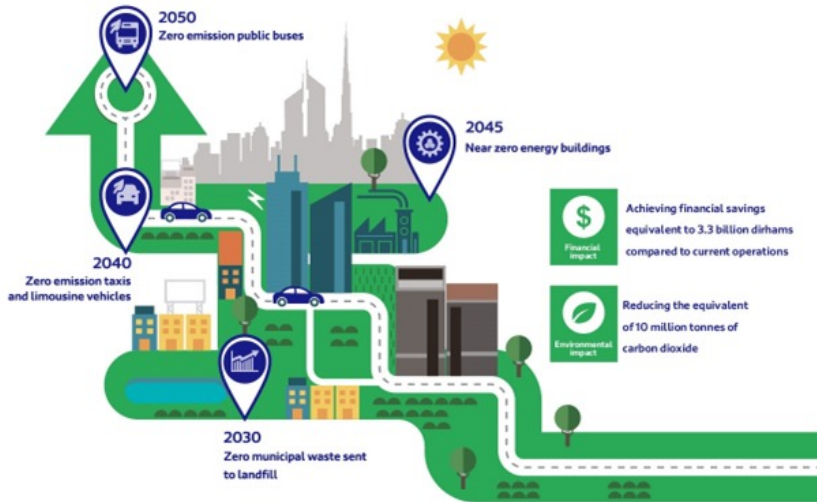 2050
Zero emission public buses
2045
Near zero energy buildings
$
Financial
impact
Achieving financial savings
equivalent to 3.3 billion dirhams
compared to current operations
2040
Zero emission taxis
and limousine vehicles
Environmental
impact
Reducing the equivalent
of 10 million tonnes of
carbon dioxide
2030
Zero municipal waste sent
to landfill